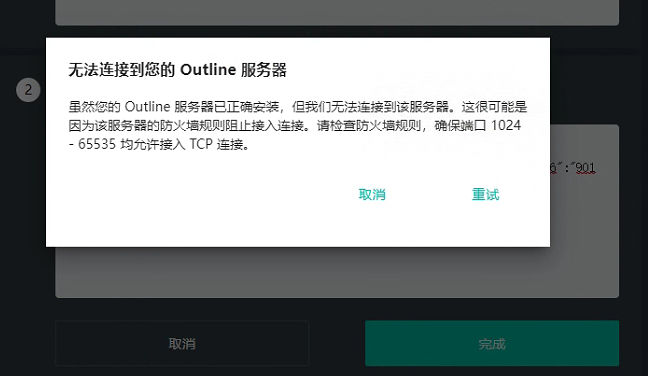 无法连接到您的 Outline 服务器
虽然您的 Outline 服务器已正确安装，但我们无法连接到该服务器。这很可能是
因为该服务器的防火墙规则阻止接入连接。请检查防火墙规则，确保端口 1024
- 65535 均允许接入 TCP 连接。
2
6":"901
取消
重试
取消
完成